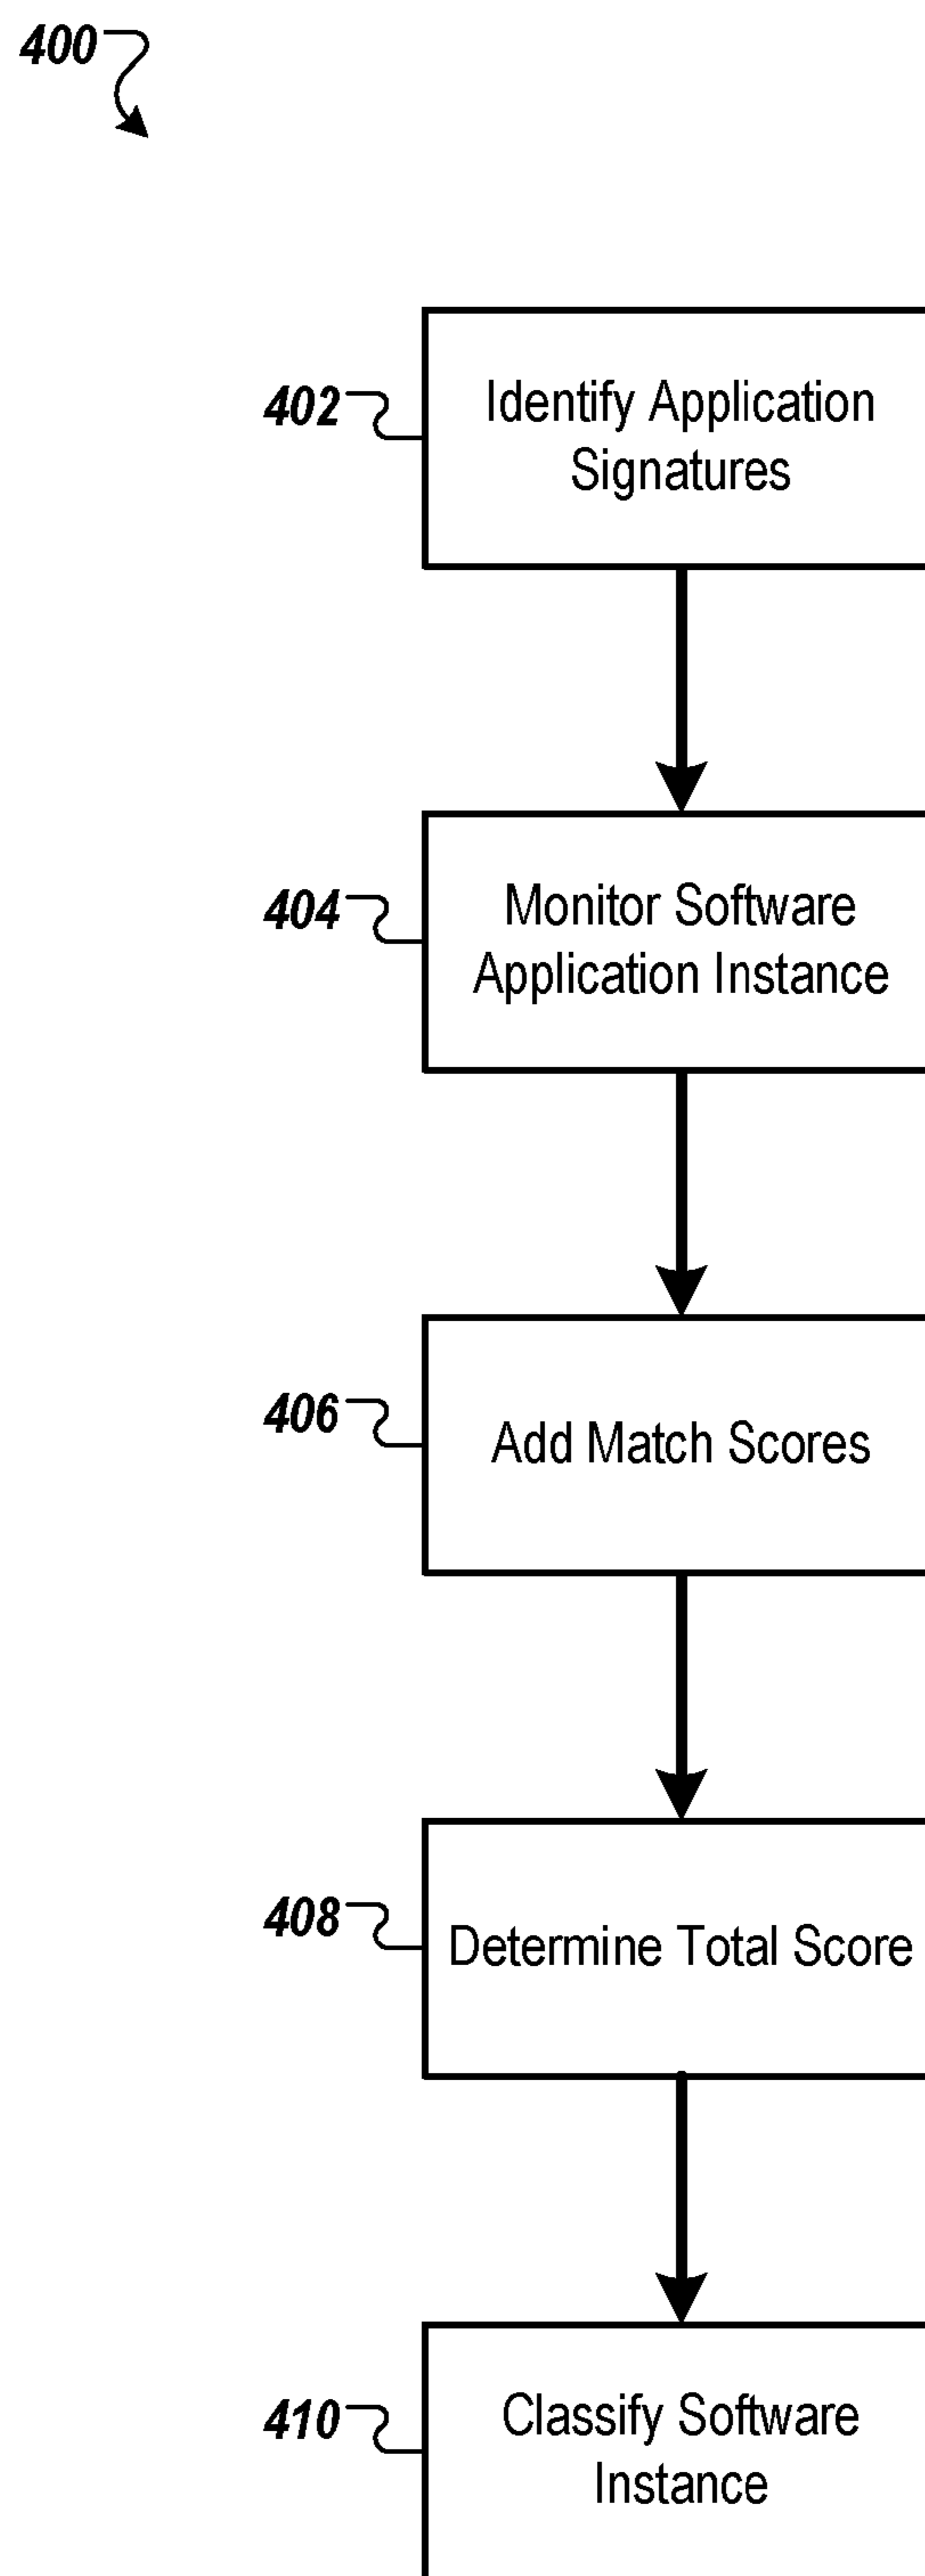 400
402
Identify Application
Signatures
404
Monitor Software
Application Instance
406
Add Match Scores
408
Determine Total Score
410
Classify Software
Instance